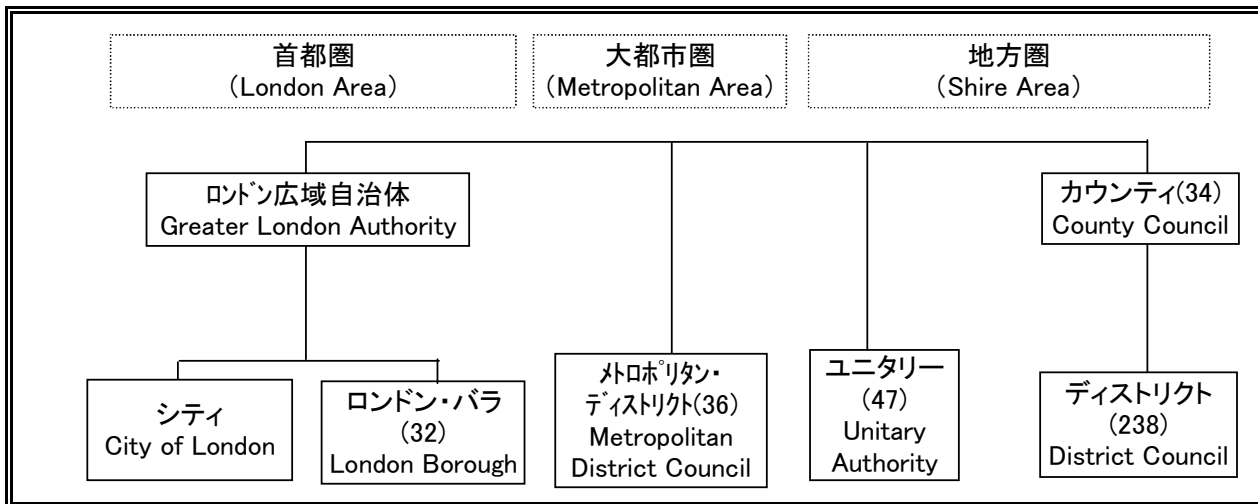 首都圏
(London Area)
大都市圏
(Metropolitan Area)
地方圏
(Shire Area)
ﾛﾝﾄﾞﾝ広域自治体
Greater London Authority
カウンティ(34)
County Council
シティ
City of London
ロンドン・バラ
(32)
London Borough
ﾒﾄﾛﾎﾟﾘﾀﾝ・
ﾃﾞｨｽﾄﾘｸﾄ(36)
Metropolitan
District Council
ユニタリー
(47)
Unitary
Authority
ディストリクト
(238)
District Council